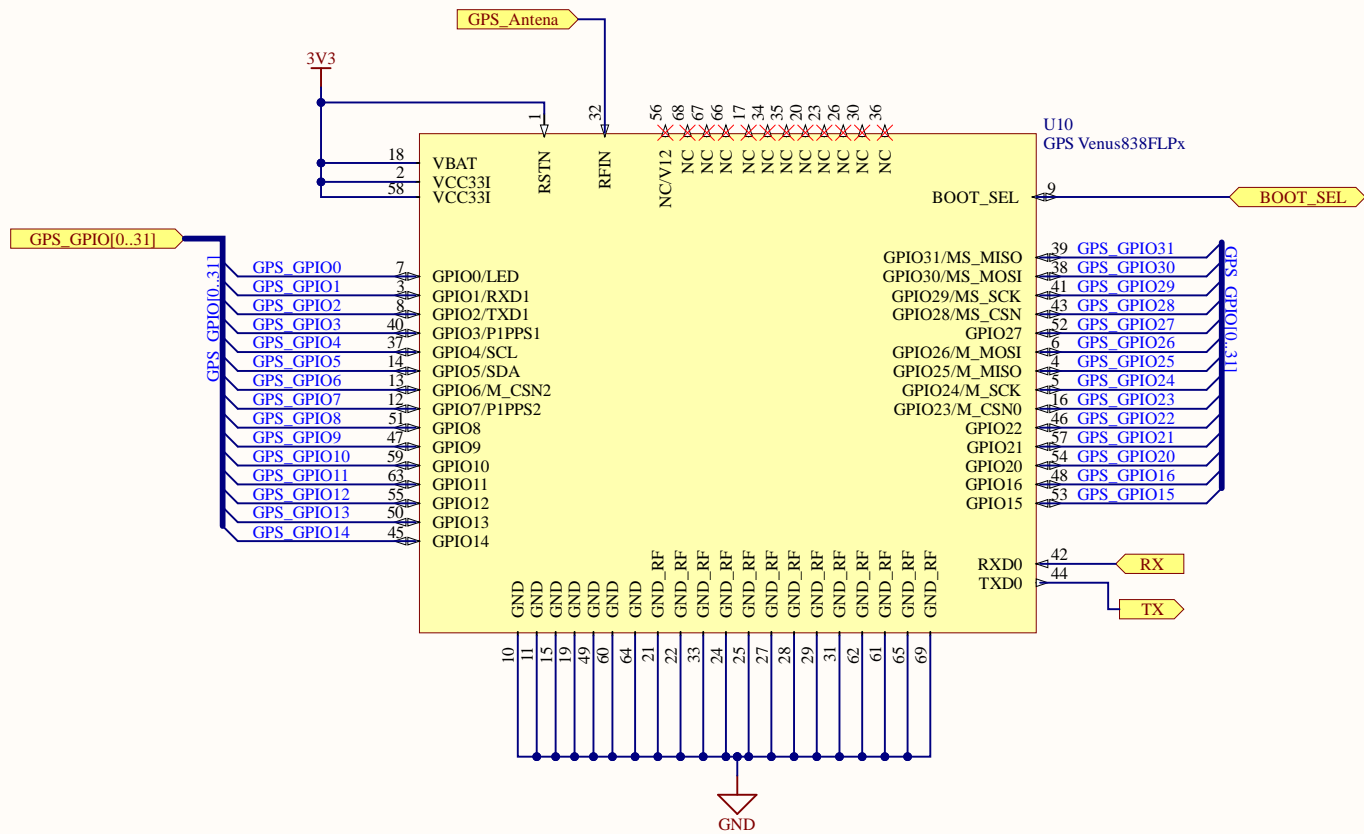 GPS_Antena
3V3
1
32
56
68
67
66
17
34
35
20
23
26
30
36
U10
GPS Venus838FLPx
RSTN
RFIN
NC/V12
NC
NC
NC
NC
NC
NC
NC
NC
NC
NC
NC
18 VBAT
2 VCC33I
58 VCC33I
BOOT_SEL 9 BOOT_SEL
GPS_GPIO[0..31]
GPS_GPIO[0..31]
GPS_GPIO0 7 GPIO0/LED
GPS_GPIO1 3 GPIO1/RXD1
GPS_GPIO2 8 GPIO2/TXD1
GPS_GPIO3 40 GPIO3/P1PPS1
GPS_GPIO4 37 GPIO4/SCL
GPS_GPIO5 14 GPIO5/SDA
GPS_GPIO6 13 GPIO6/M_CSN2
GPS_GPIO7 12 GPIO7/P1PPS2
GPS_GPIO8 51 GPIO8
GPS_GPIO9 47 GPIO9
GPS_GPIO10 59 GPIO10
GPS_GPIO11 63 GPIO11
GPS_GPIO12 55 GPIO12
GPS_GPIO13 50 GPIO13
GPS_GPIO14 45 GPIO14
GPIO31/MS_MISO 39 GPS_GPIO31
GPIO30/MS_MOSI 38 GPS_GPIO30
GPIO29/MS_SCK 41 GPS_GPIO29
GPIO28/MS_CSN 43 GPS_GPIO28
GPIO27 52 GPS_GPIO27
GPIO26/M_MOSI 6 GPS_GPIO26
GPIO25/M_MISO 4 GPS_GPIO25
GPIO24/M_SCK 5 GPS_GPIO24
GPIO23/M_CSN0 16 GPS_GPIO23
GPIO22 46 GPS_GPIO22
GPIO21 57 GPS_GPIO21
GPIO20 54 GPS_GPIO20
GPIO16 48 GPS_GPIO16
GPIO15 53 GPS_GPIO15
GPS_GPIO[0..31]
RXD0 42 RX
TXD0 44 TX
GND
GND
GND
GND
GND
GND
GND
GND_RF
GND_RF
GND_RF
GND_RF
GND_RF
GND_RF
GND_RF
GND_RF
GND_RF
GND_RF
GND_RF
GND_RF
GND_RF
10
11
15
19
49
60
64
21
22
33
24
25
27
28
29
31
62
61
65
69
GND